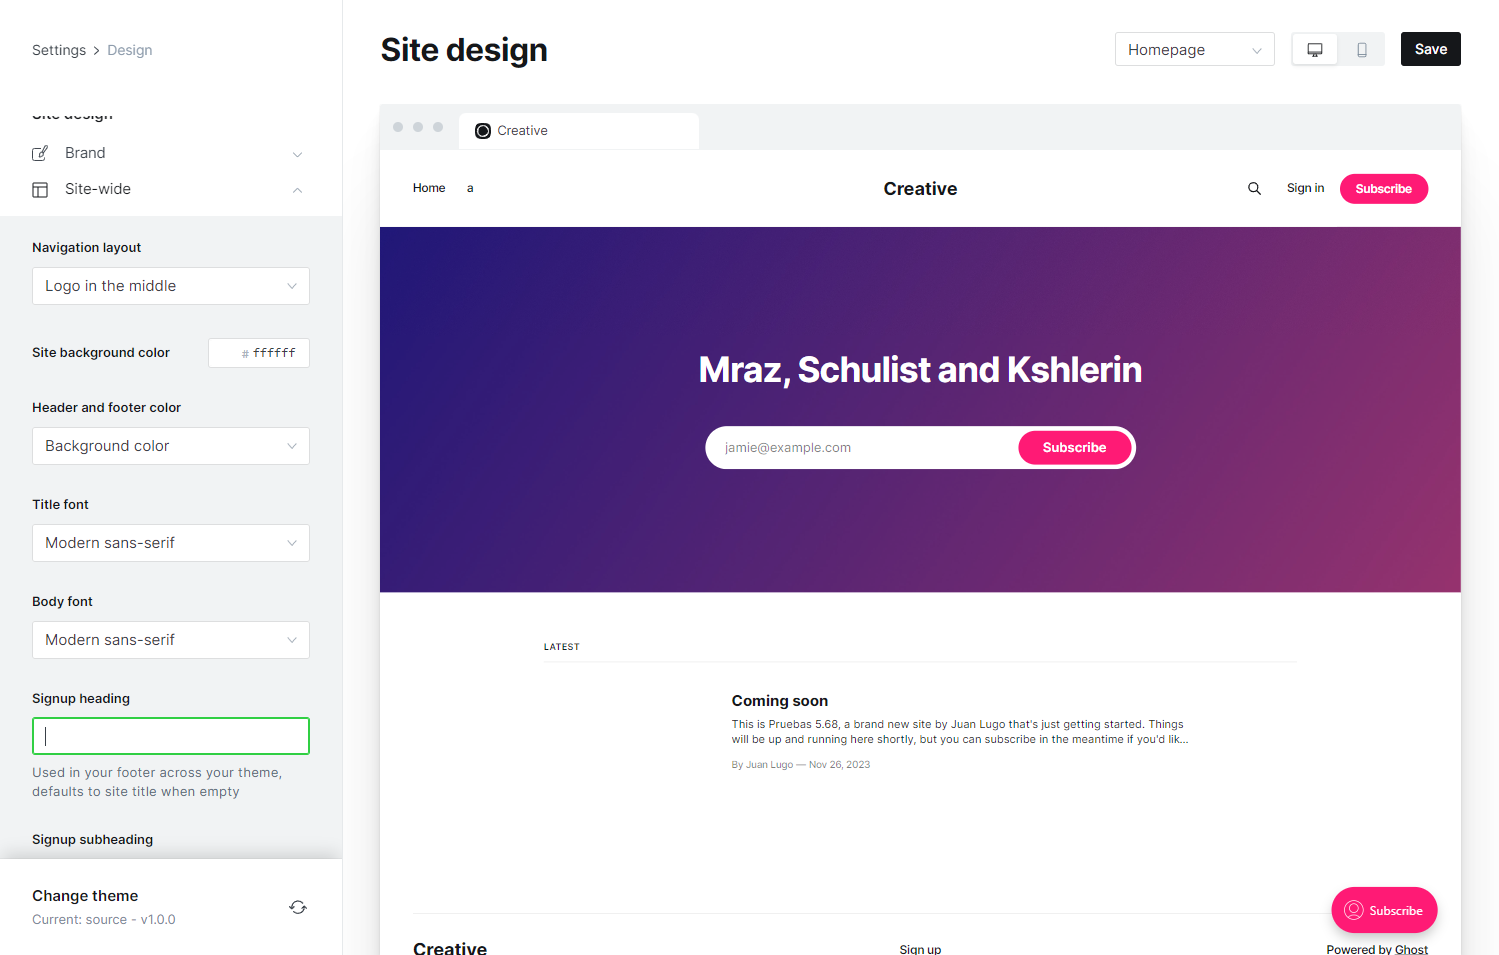 Settings > Design
Site design
Brand
Site-wide
Navigation layout
Logo in the middle
Site background color
# ffffff
Header and footer color
Background color
Title font
Modern sans-serif
Body font
Modern sans-serif
Signup heading
Used in your footer across your theme,
defaults to site title when empty
Signup subheading
Change theme
Current: source - v1.0.0
Site design
Homepage
Save
Creative
Home a
Creative
Sign in
Subscribe
Mraz, Schulist and Kshlerin
jamie@example.com
Subscribe
LATEST
Coming soon
This is Pruebas 5.68, a brand new site by Juan Lugo that's just getting started. Things
will be up and running here shortly, but you can subscribe in the meantime if you'd lik...
By Juan Lugo — Nov 26, 2023
Subscribe
Creative
Sign up
Powered by Ghost